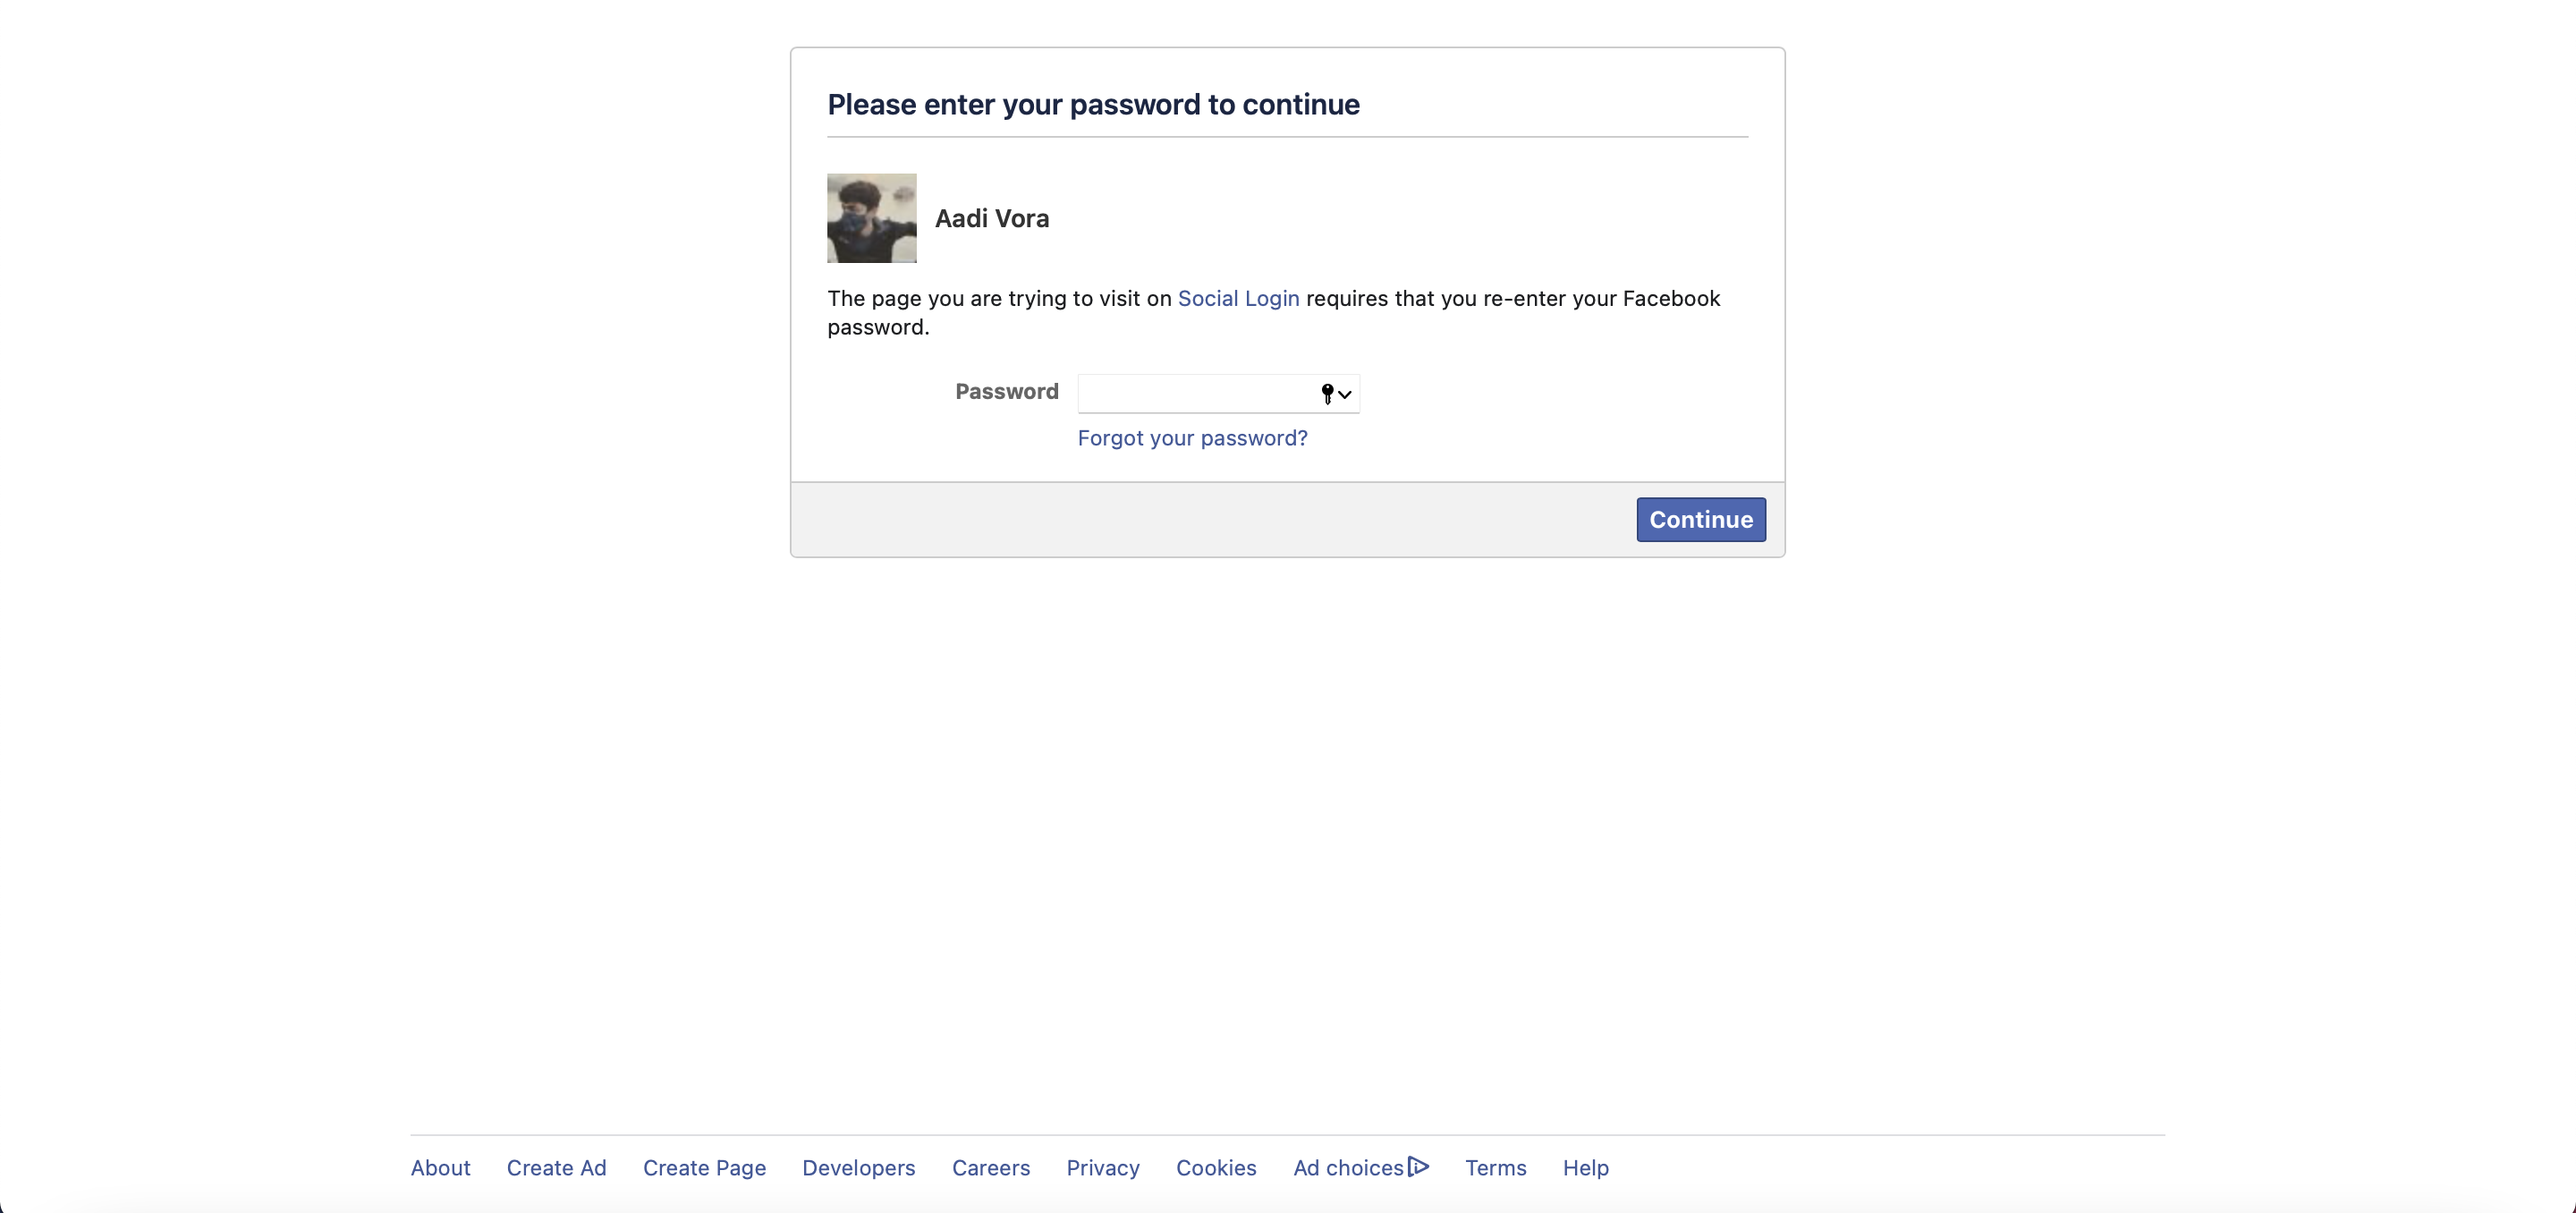 Please enter your password to continue
Aadi Vora
The page you are trying to visit on Social Login requires that you re-enter your Facebook
password.
Password
Forgot your password?
Continue
About Create Ad Create Page Developers Careers Privacy Cookies Ad choices Terms Help